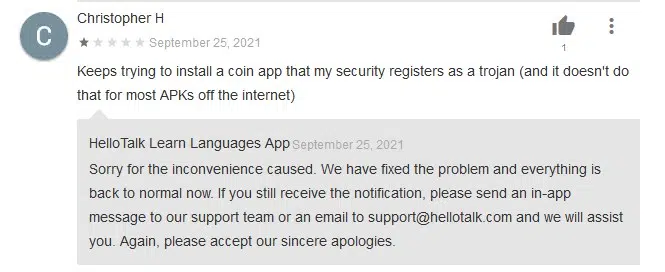 C
Christopher H
September 25, 2021
1
Keeps trying to install a coin app that my security registers as a trojan (and it doesn't do
that for most APKs off the internet)
HelloTalk Learn Languages App September 25, 2021
Sorry for the inconvenience caused. We have fixed the problem and everything is
back to normal now. If you still receive the notification, please send an in-app
message to our support team or an email to support@hellotalk.com and we will assist
you. Again, please accept our sincere apologies.